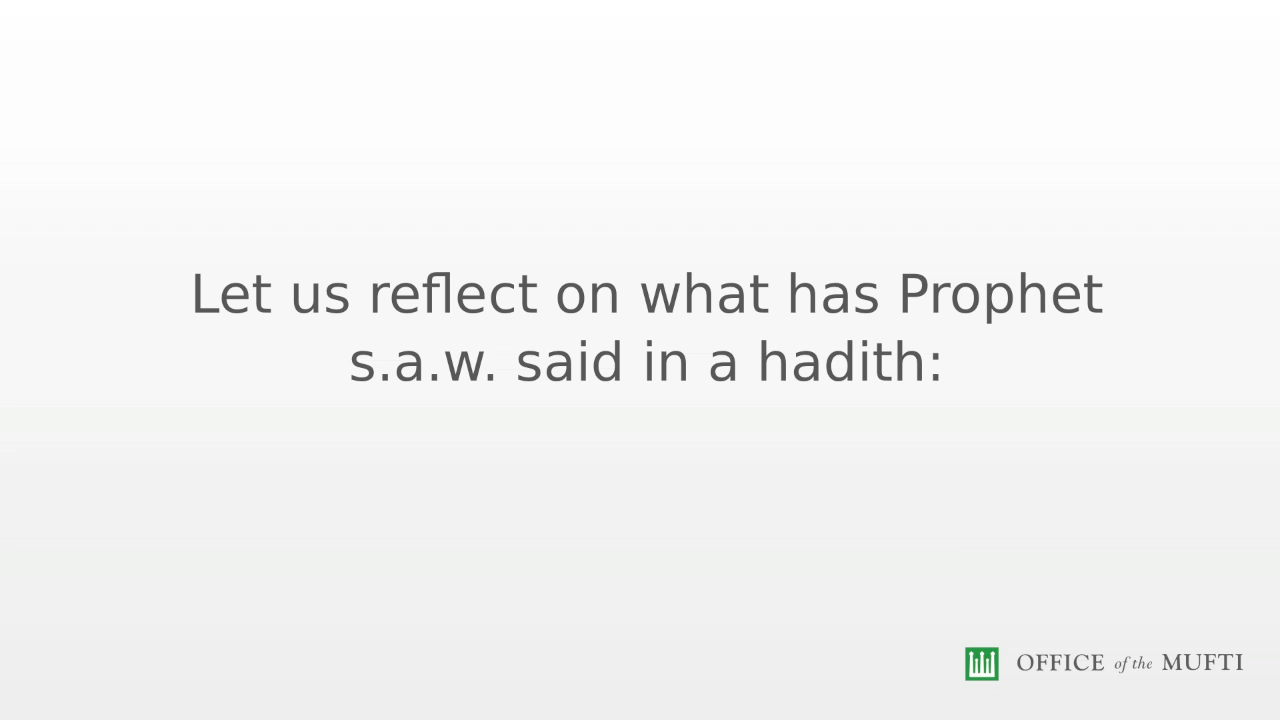 Let us reflect on what has Prophet
s.a.w. said in a hadith:
OFFICE of the MUFTI